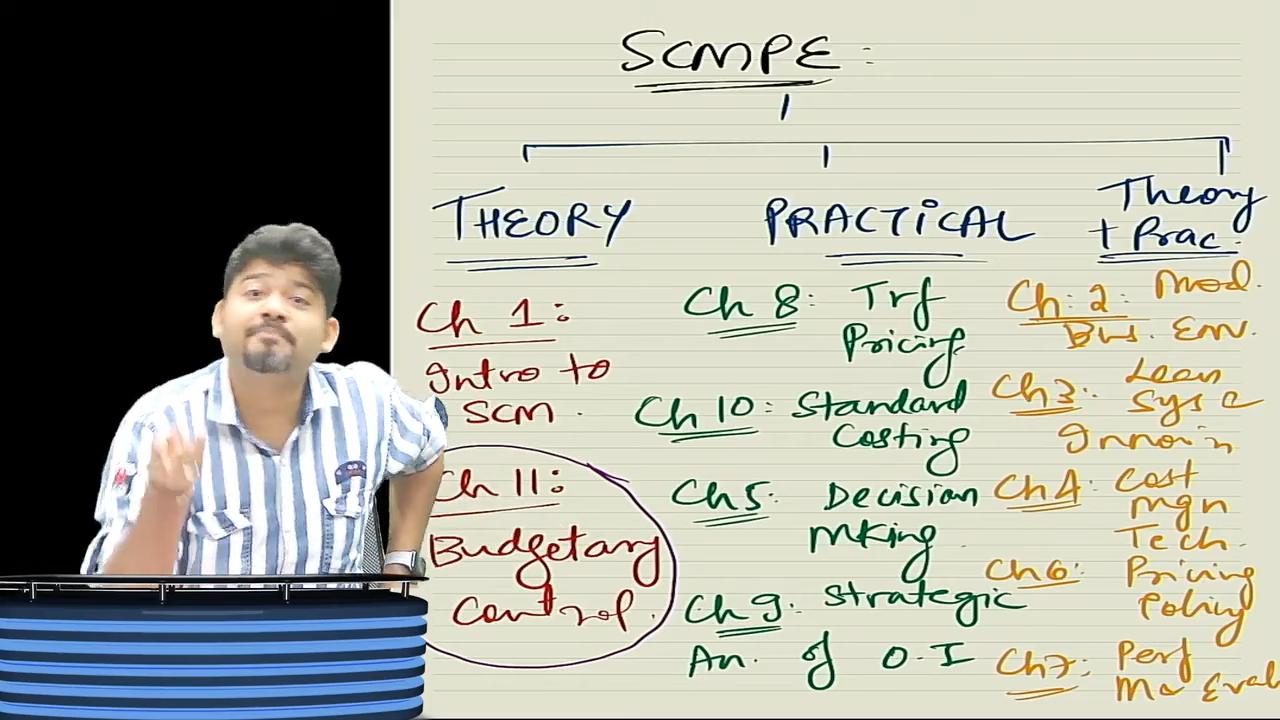 SCMPE:
THEORY
Ch 1:
Intro to
SCM.
Ch 11:
Budgetary
Control.
PRACTICAL
Ch 8: Trf
Pricing
Ch 10: Standard
Costing
Ch 5. Decision
Mking.
Ch 9. Strategic
An. of O.I
Theory
+ Prac.
Ch: 2: Mod.
Bus. Env.
Ch 3: Lean
Sys &
Innov'n
Ch 4: Cost
Mgn
Tech.
Ch 6: Pricing
Policy
Ch 7: Perf
Ms Eval